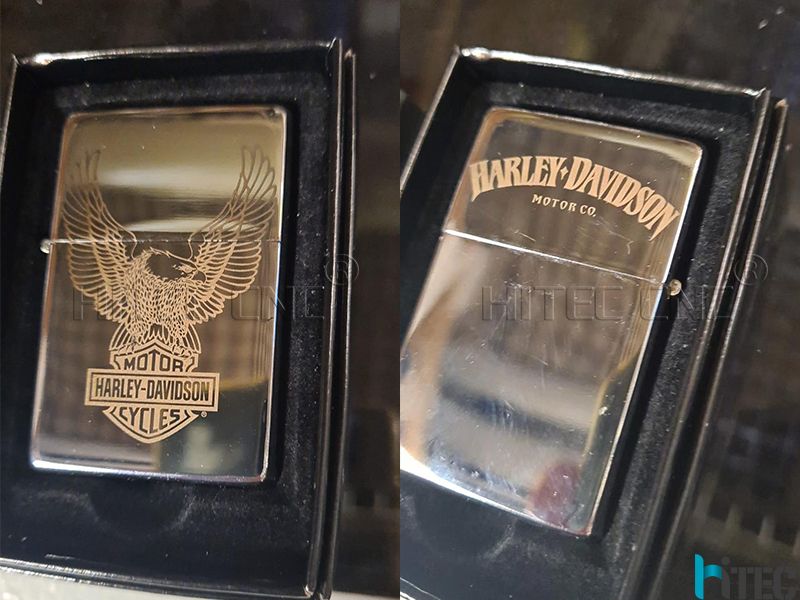 MOTOR
HARLEY-DAVIDSON
CYCLES®
HARLEY-DAVIDSON
MOTOR CO.
HITEC CNC®
HITEC CNC®
HiTEC